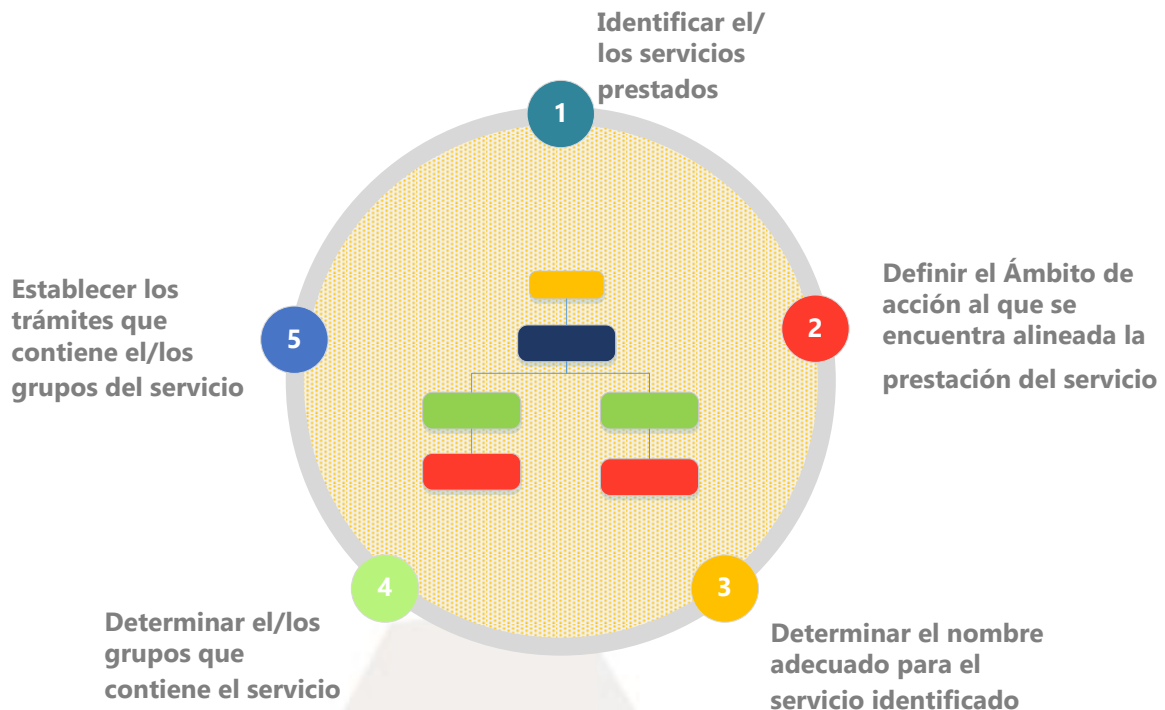 Identificar el/
los servicios
prestados
1
Definir el Ámbito de
acción al que se
encuentra alineada la
prestación del servicio
2
Determinar el nombre
adecuado para el
servicio identificado
3
Determinar el/los
grupos que
contiene el servicio
4
Establecer los
trámites que
contiene el/los
grupos del servicio
5